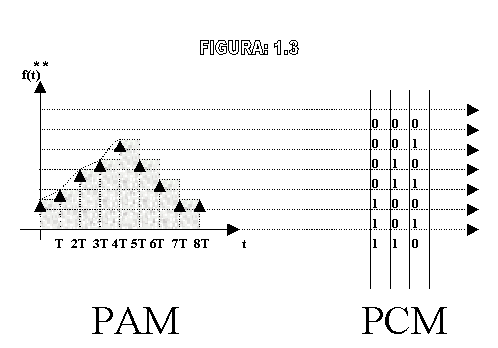 FIGURA: 1.3
f(t)**
0 0 0
0 0 1
0 1 0
0 1 1
1 0 0
1 0 1
1 1 0
T 2T 3T 4T 5T 6T 7T 8T t
PAM PCM